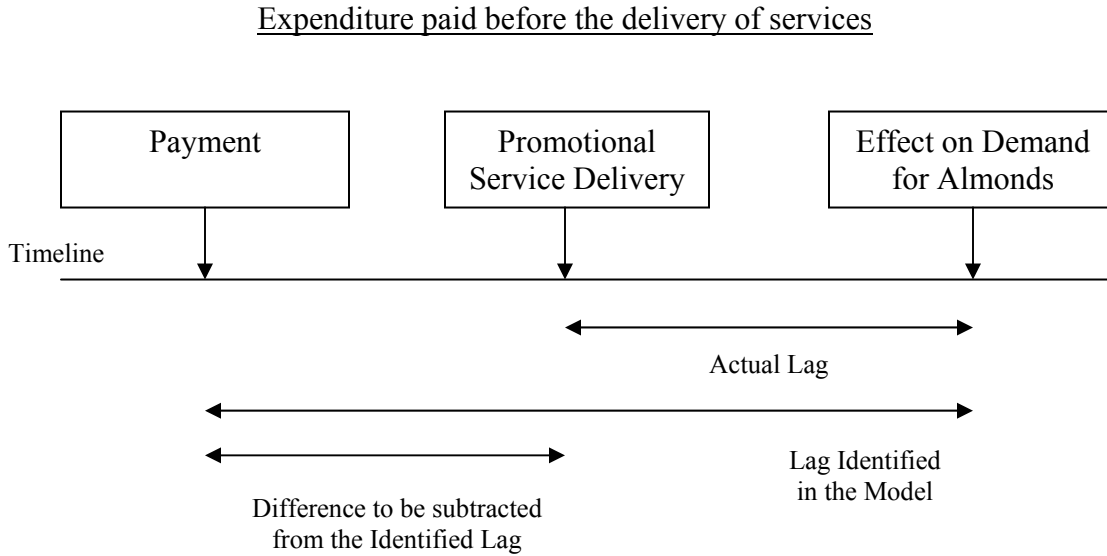 Expenditure paid before the delivery of services
Payment
Promotional
Service Delivery
Effect on Demand
for Almonds
Timeline
Actual Lag
Lag Identified
in the Model
Difference to be subtracted
from the Identified Lag